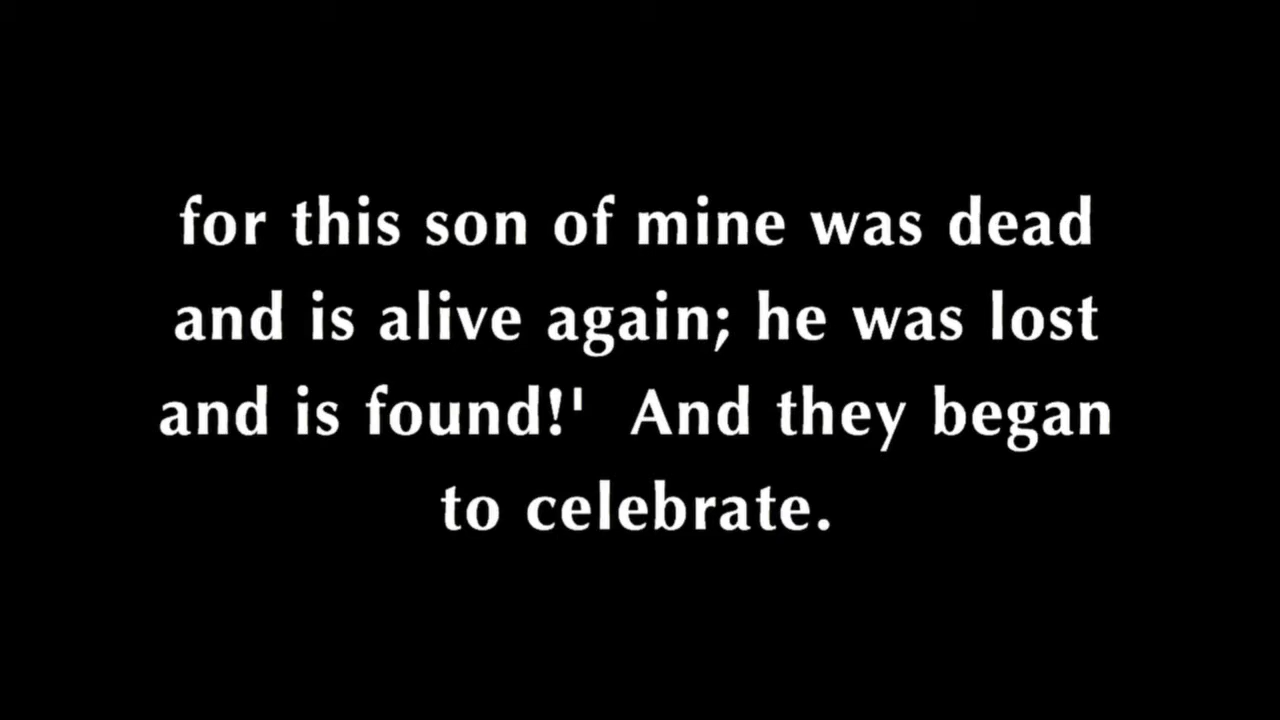 for this son of mine was dead
and is alive again; he was lost
and is found!' And they began
to celebrate.